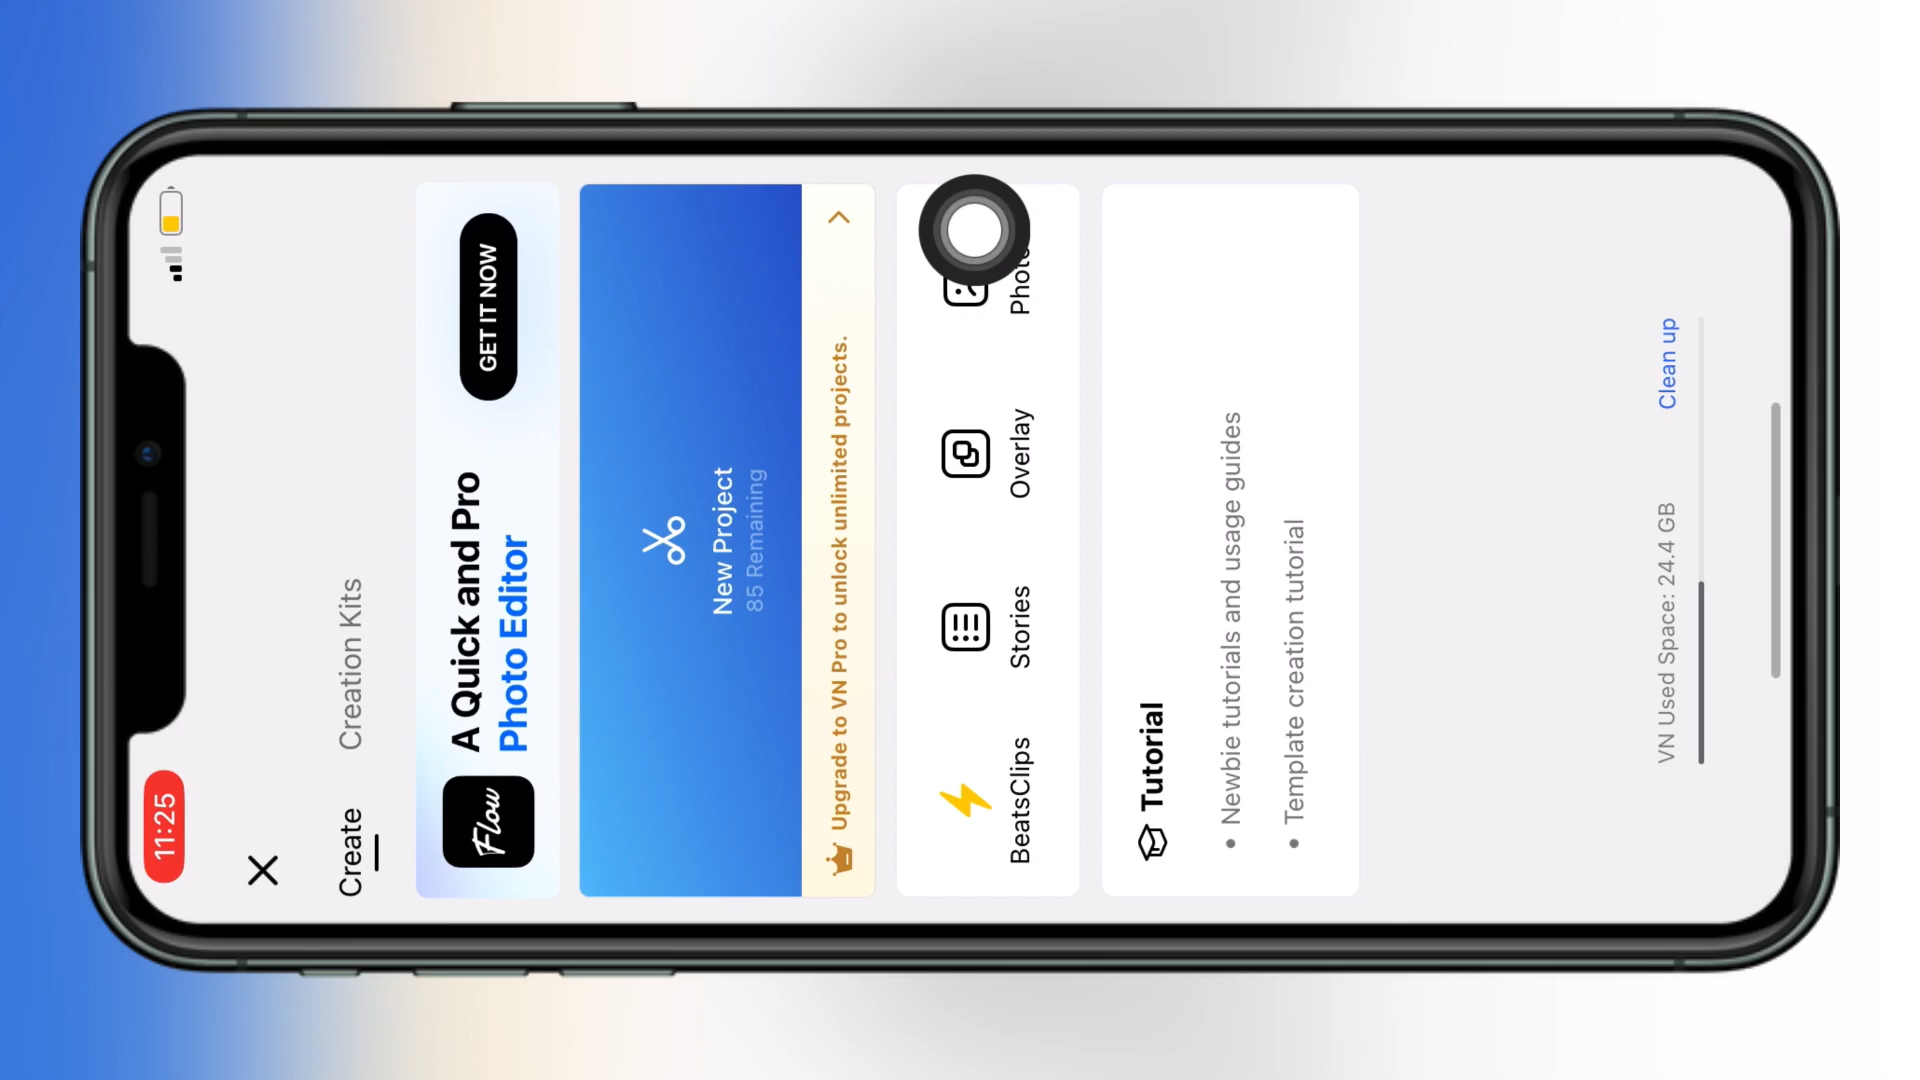 11:25
Create Creation Kits
Flow
A Quick and Pro
Photo Editor
GET IT NOW
New Project
85 Remaining
Upgrade to VN Pro to unlock unlimited projects.
BeatsClips Stories Overlay
Tutorial
• Newbie tutorials and usage guides
• Template creation tutorial
VN Used Space: 24.4 GB Clean up